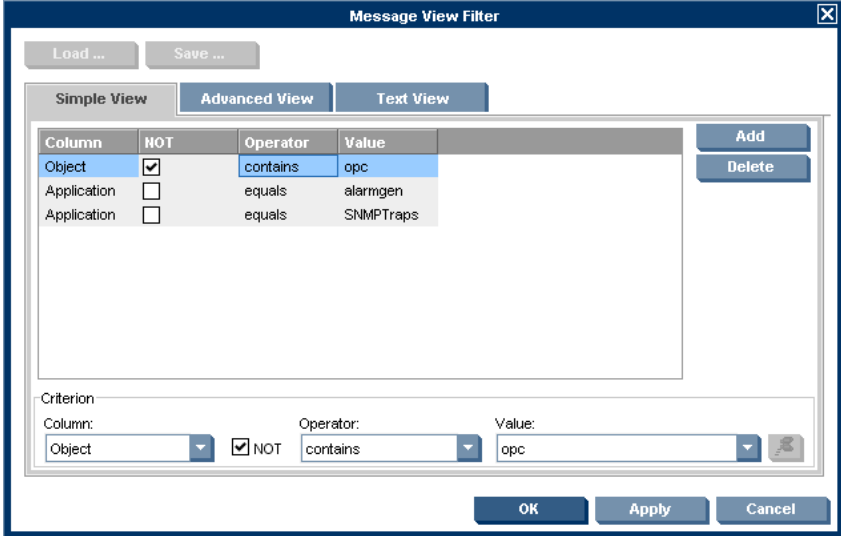 Message View Filter
Load ... Save ...
Simple View Advanced View Text View
Column NOT Operator Value Add
Object contains opc Delete
Application equals alarmgen
Application equals SNMPTraps
Criterion
Column: Operator: Value:
Object NOT contains opc
OK Apply Cancel